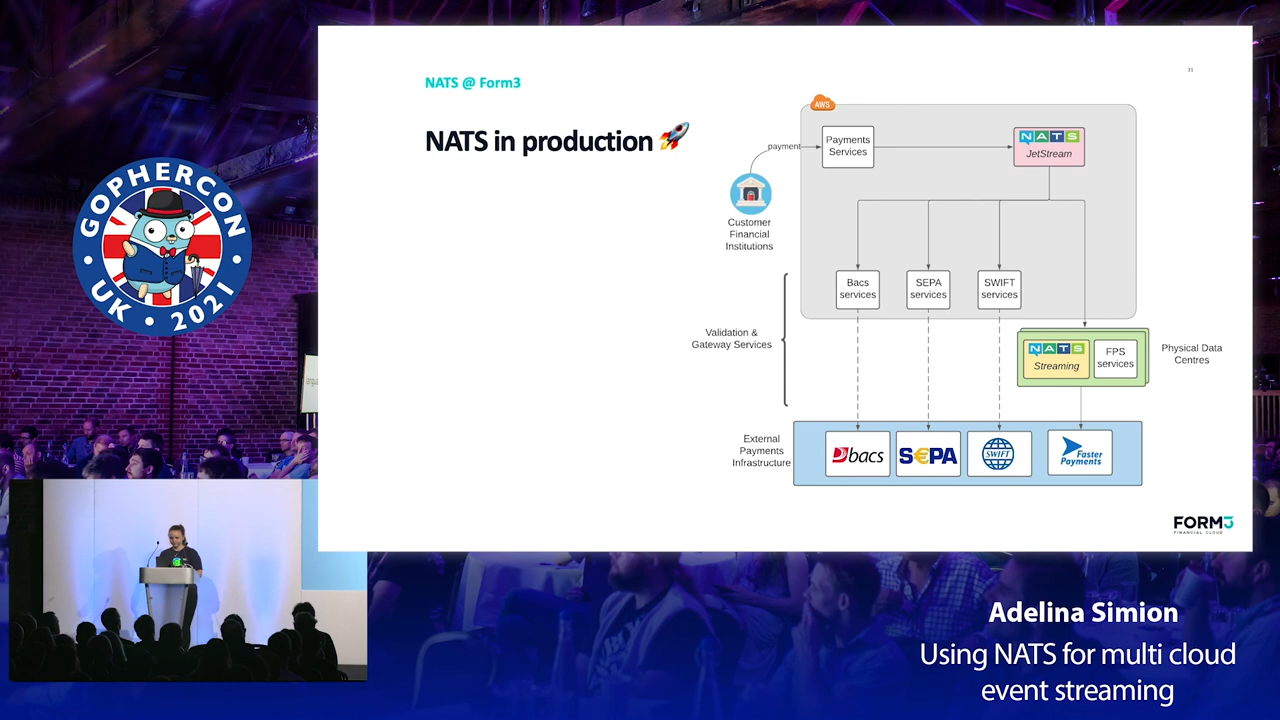 NATS @ Form3
31
NATS in production
AWS
payment
Payments
Services
NATS
JetStream
Customer
Financial
Institutions
Bacs
services
SEPA
services
SWIFT
services
Validation &
Gateway Services
NATS
Streaming
FPS
services
Physical Data
Centres
External
Payments
Infrastructure
bacs
S€PA
SWIFT
Faster
Payments
FORM3
FINANCIAL CLOUD
GOPHERCON
UK • 2021
Adelina Simion
Using NATS for multi cloud
event streaming